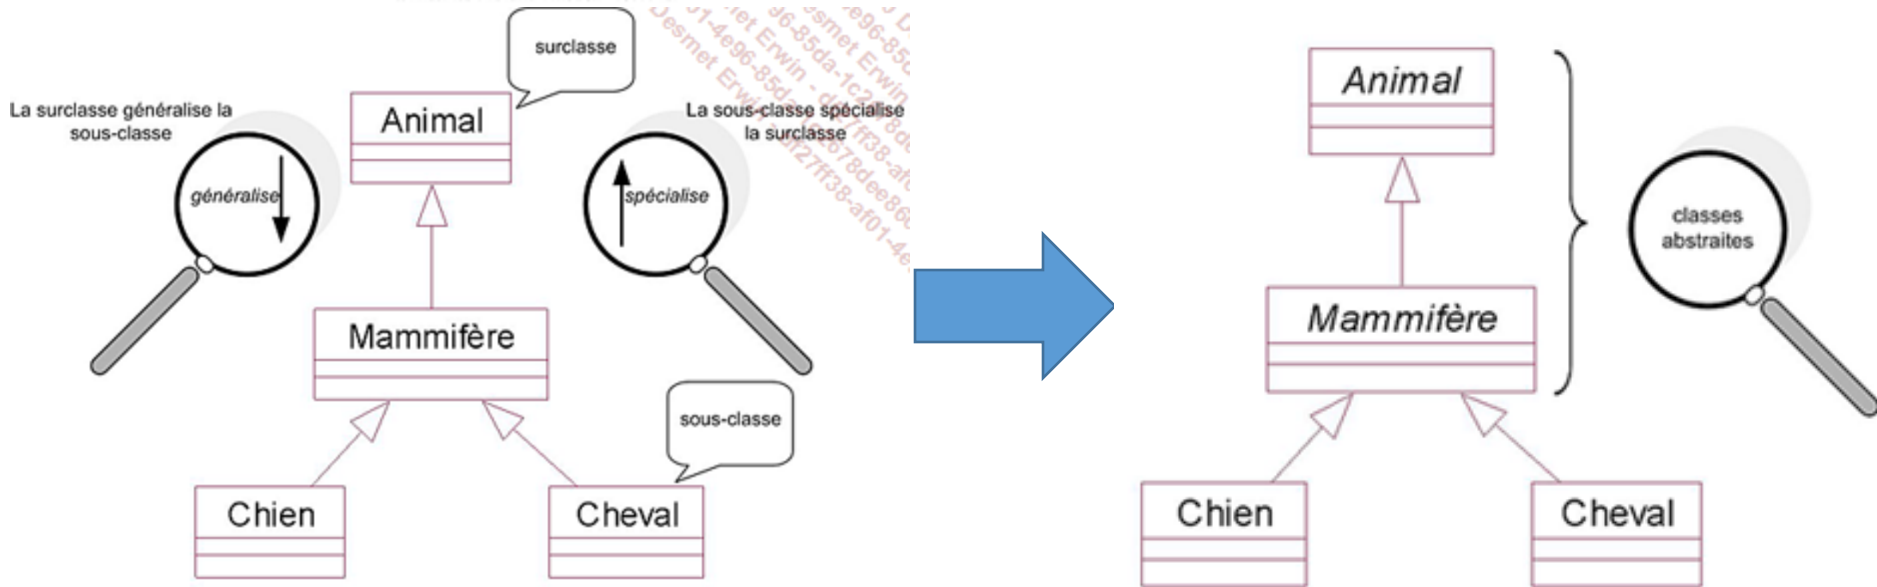 surclasse
La surclasse généralise la
sous-classe
Animal
La sous-classe spécialise
la surclasse
généralise
spécialise
Mammifère
sous-classe
Chien
Cheval
Animal
classes
abstraites
Mammifère
Chien
Cheval